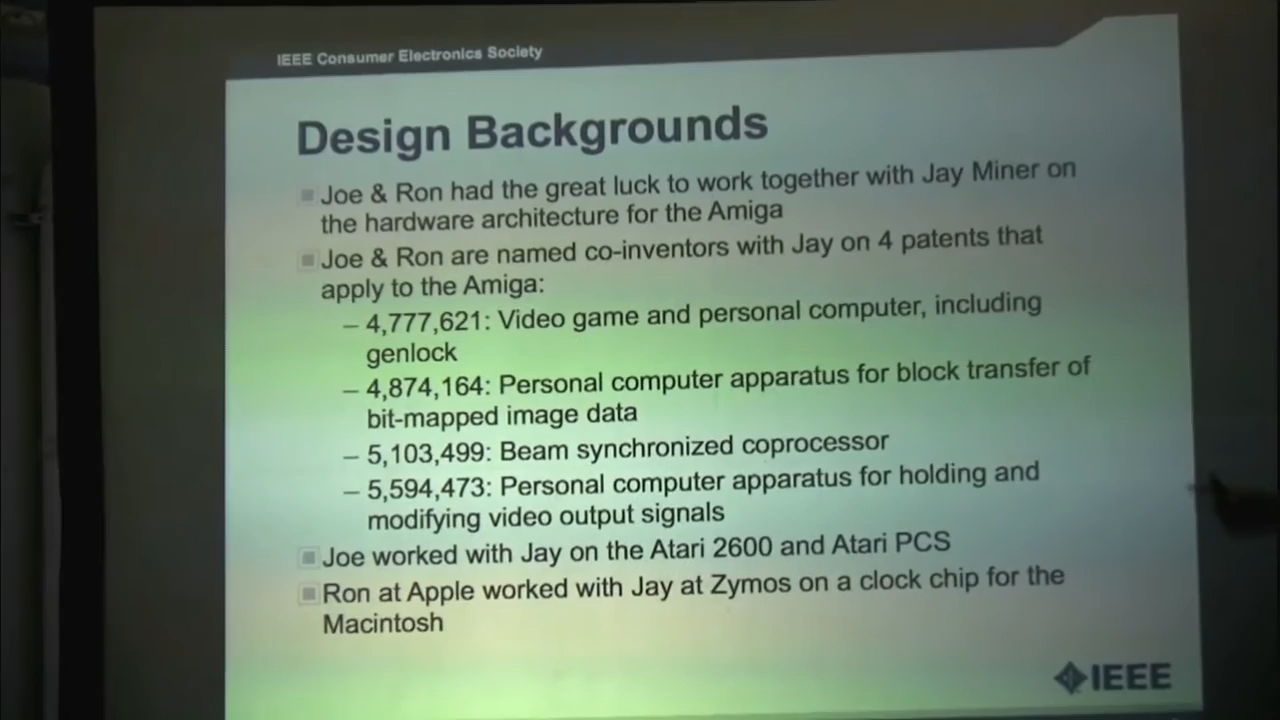 IEEE Consumer Electronics Society
Design Backgrounds
Joe & Ron had the great luck to work together with Jay Miner on
the hardware architecture for the Amiga
Joe & Ron are named co-inventors with Jay on 4 patents that
apply to the Amiga:
– 4,777,621: Video game and personal computer, including
genlock
– 4,874,164: Personal computer apparatus for block transfer of
bit-mapped image data
– 5,103,499: Beam synchronized coprocessor
– 5,594,473: Personal computer apparatus for holding and
modifying video output signals
Joe worked with Jay on the Atari 2600 and Atari PCS
Ron at Apple worked with Jay at Zymos on a clock chip for the
Macintosh
IEEE